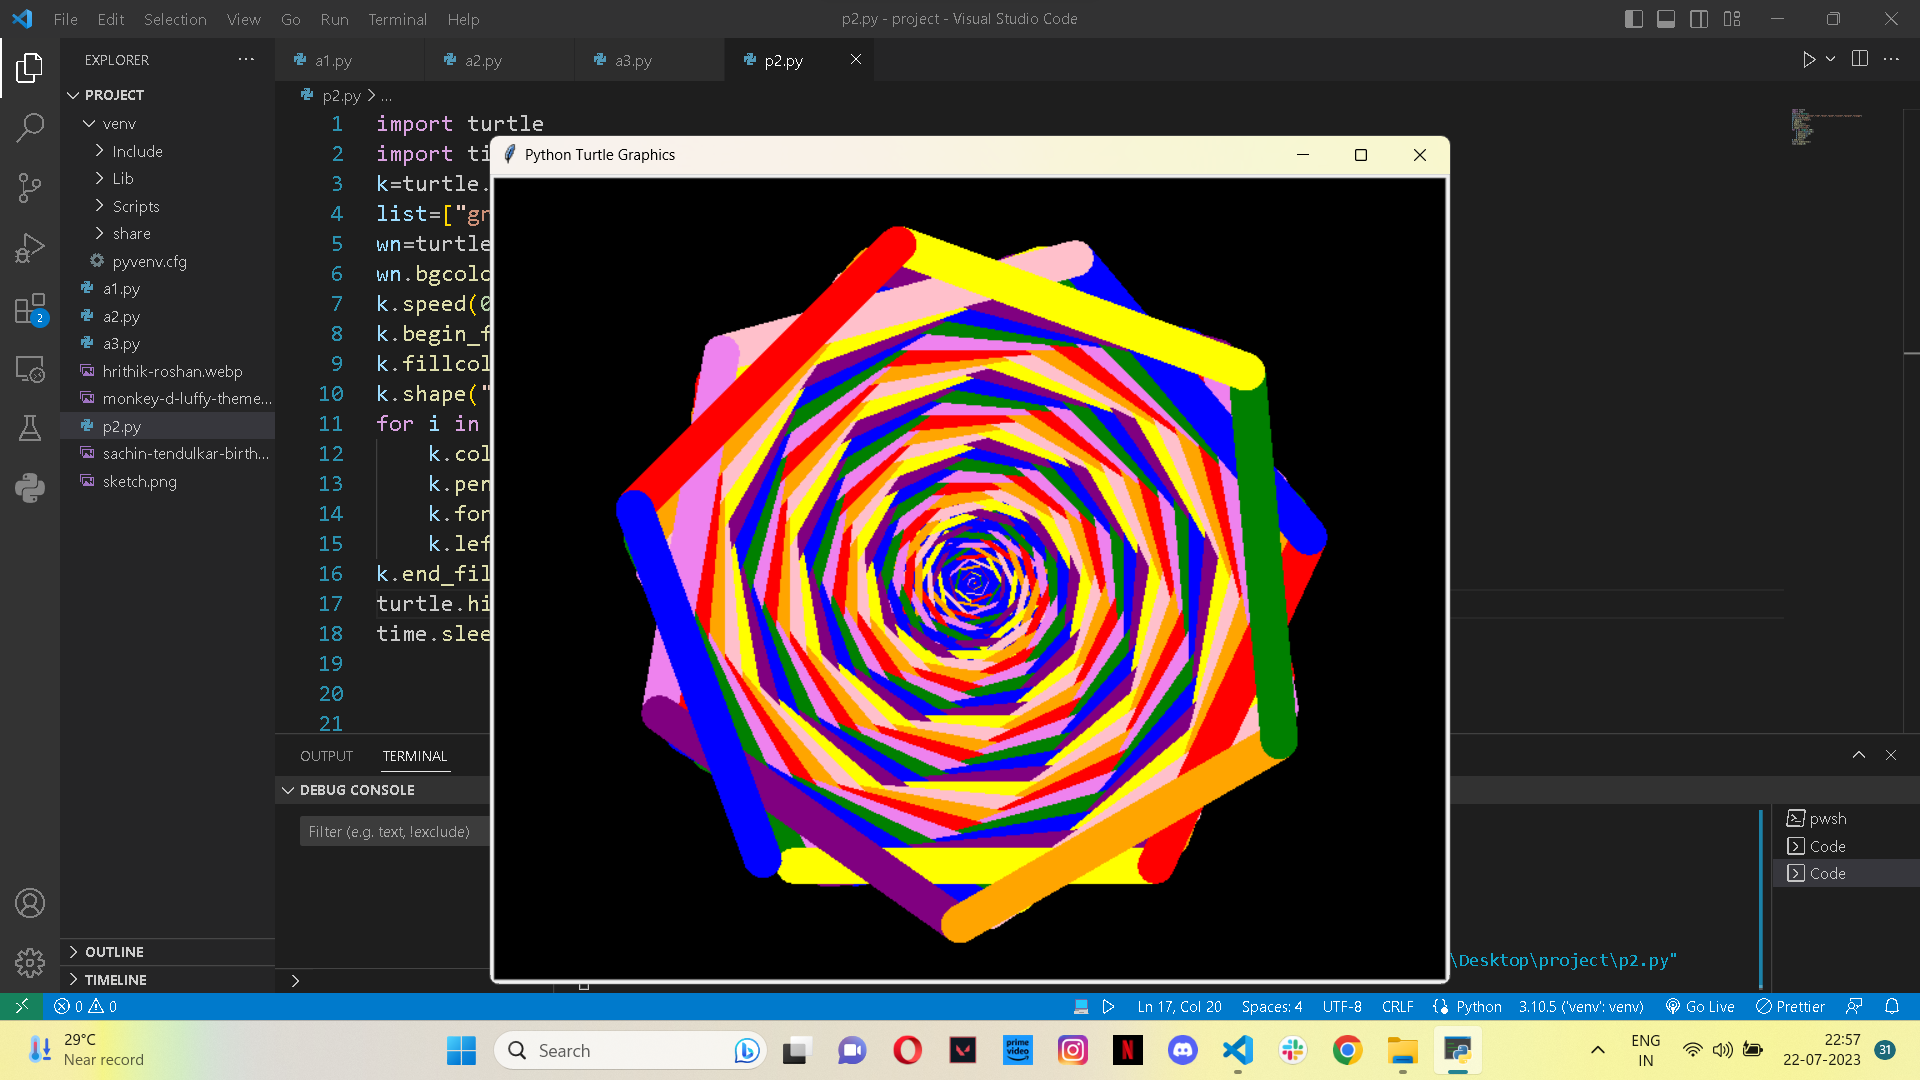 File Edit Selection View Go Run Terminal Help
p2.py - project - Visual Studio Code
EXPLORER
PROJECT
venv
Include
Lib
Scripts
share
pyvenv.cfg
a1.py
a2.py
a3.py
hrithik-roshan.webp
monkey-d-luffy-theme...
p2.py
sachin-tendulkar-birth...
sketch.png
OUTLINE
TIMELINE
2
a1.py a2.py a3.py p2.py
p2.py > ...
1 import turtle
2 import ti
3 k=turtle.
4 list=["gr
5 wn=turtle
6 wn.bgcolo
7 k.speed(0
8 k.begin_f
9 k.fillcol
10 k.shape("
11 for i in
12 k.col
13 k.pen
14 k.for
15 k.lef
16 k.end_fil
17 turtle.hi
18 time.slee
19
20
21
Python Turtle Graphics
OUTPUT TERMINAL
DEBUG CONSOLE
Filter (e.g. text, !exclude)
\Desktop\project\p2.py"
pwsh
Code
Code
0 0
Ln 17, Col 20 Spaces: 4 UTF-8 CRLF Python 3.10.5 ('venv': venv) Go Live Prettier
29°C
Near record
Search
prime video
N
ENG
IN
22:57
22-07-2023
31